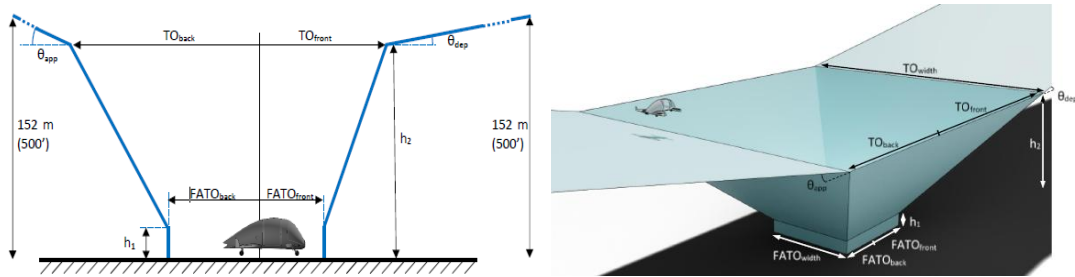 TOback
TOfront
θapp
θdep
152 m
(500')
h2
152 m
(500')
FATOback
FATOfront
h1
TOwidth
TOfront
θdep
TOback
h2
θapp
h1
FATOwidth
FATOfront
FATOback